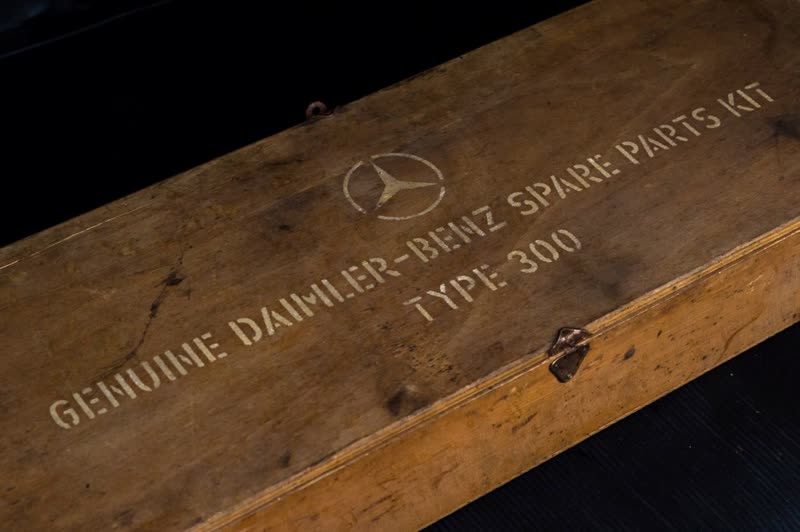 GENUINE DAIMLER-BENZ SPARE PARTS KIT
TYPE 300